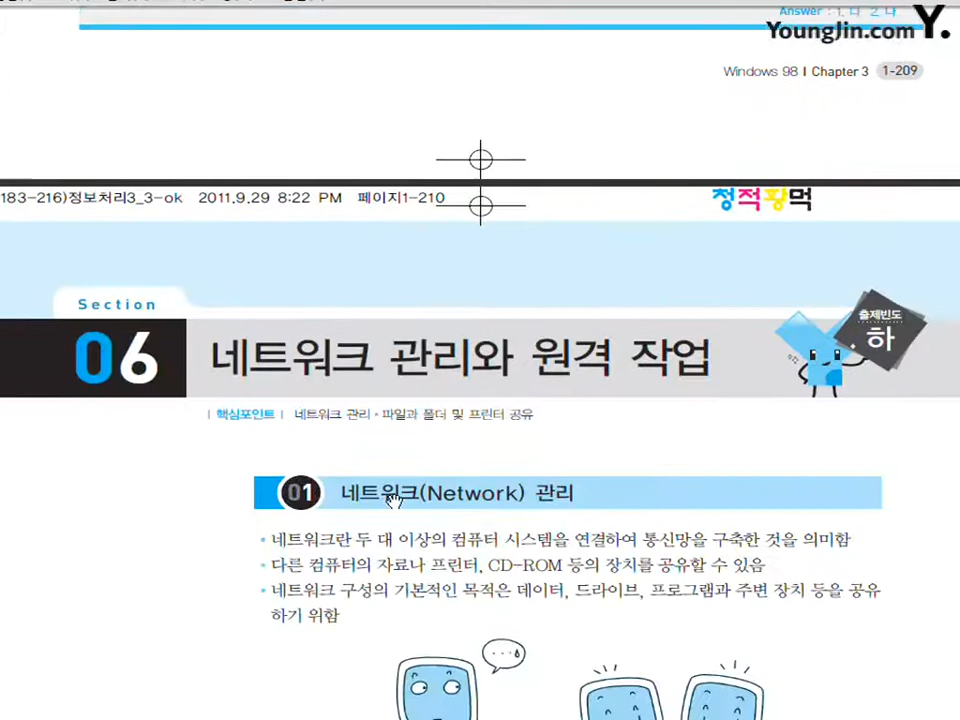 Answer : 1. 다 2. 나
YoungJin.com Y.
Windows 98 I Chapter 3 1-209
183-216)정보처리3_3-ok 2011.9.29 8:22 PM 페이지1-210
청적황먹
Section
출제빈도
하
06 네트워크 관리와 원격 작업
| 핵심포인트 | 네트워크 관리 • 파일과 폴더 및 프린터 공유
01 네트워크(Network) 관리
• 네트워크란 두 대 이상의 컴퓨터 시스템을 연결하여 통신망을 구축한 것을 의미함
• 다른 컴퓨터의 자료나 프린터, CD-ROM 등의 장치를 공유할 수 있음
• 네트워크 구성의 기본적인 목적은 데이터, 드라이브, 프로그램과 주변 장치 등을 공유
하기 위함